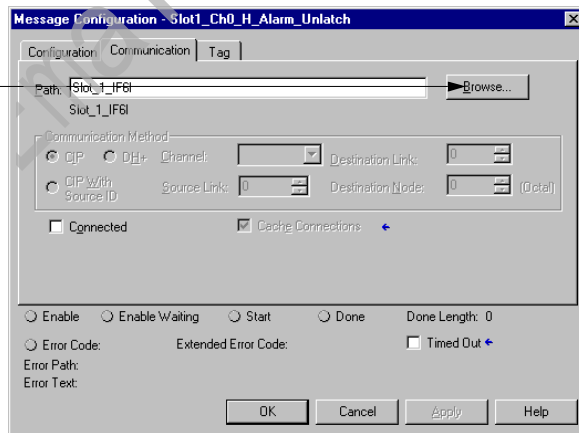 Message Configuration - Slot1_Ch0_H_Alarm_Unlatch
Configuration Communication Tag
Path: Slot_1_IF6I Browse...
Slot_1_IF6I
Communication Method
CIP DH+ Channel: Destination Link: 0
CIP With Source ID Source Link: 0 Destination Node: 0 (Octal)
Connected Cache Connections
Enable Enable Waiting Start Done Done Length: 0
Error Code: Extended Error Code: Timed Out
Error Path:
Error Text:
OK Cancel Apply Help